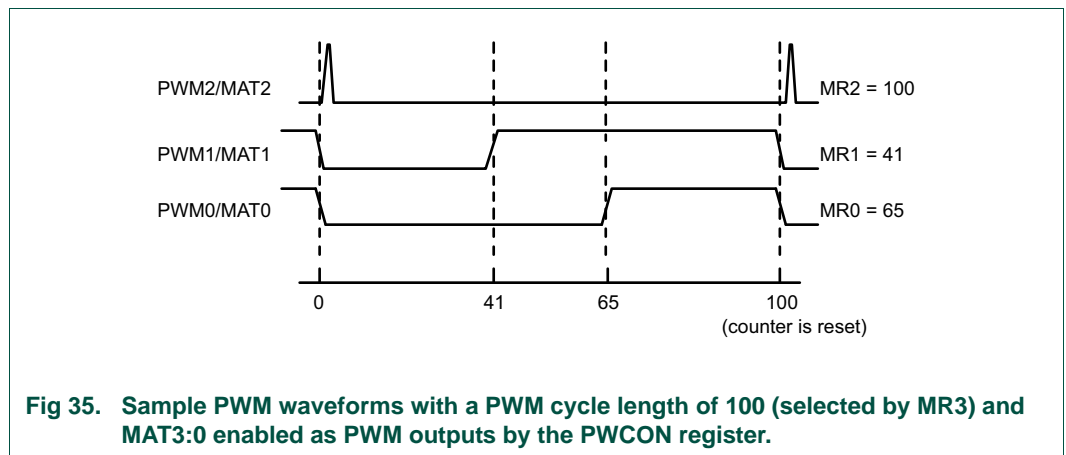 PWM2/MAT2
MR2 = 100
PWM1/MAT1
MR1 = 41
PWM0/MAT0
MR0 = 65
0
41
65
100
(counter is reset)
Fig 35. Sample PWM waveforms with a PWM cycle length of 100 (selected by MR3) and
MAT3:0 enabled as PWM outputs by the PWCON register.